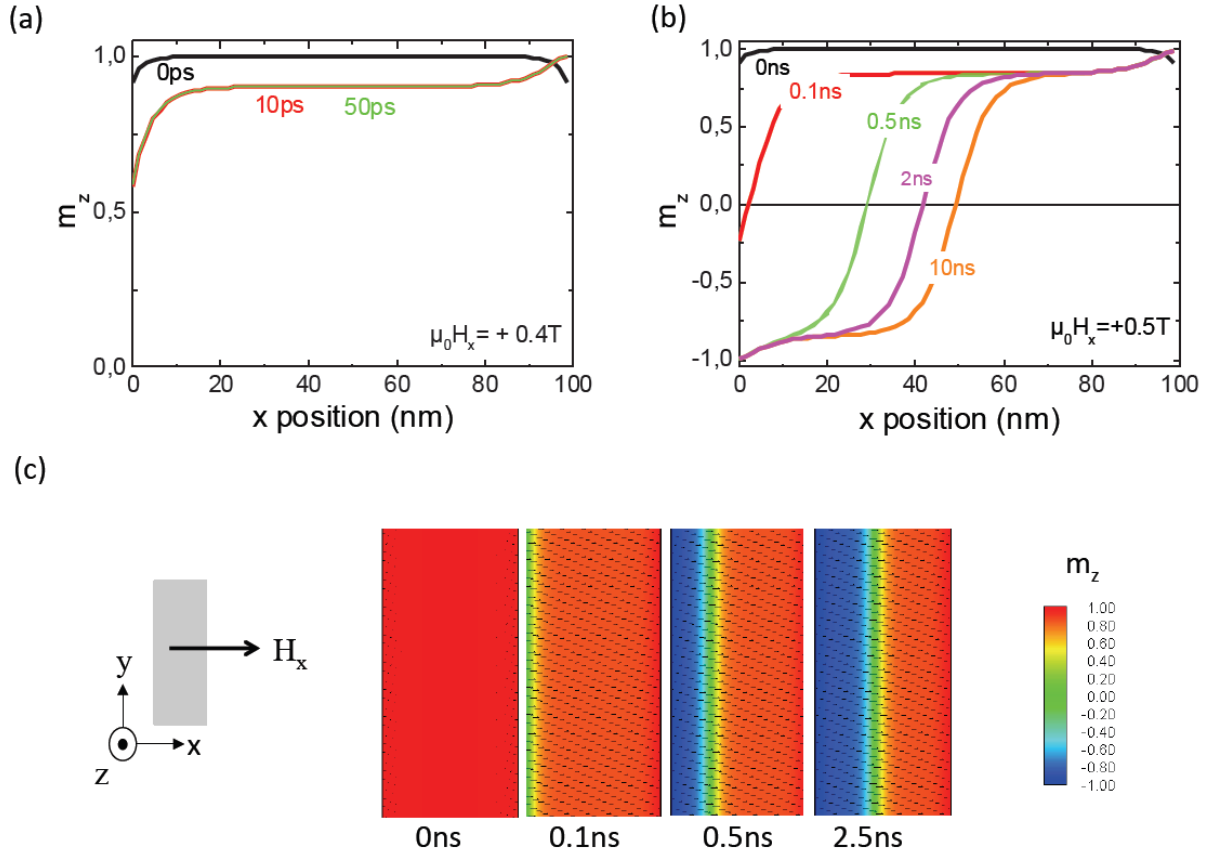 (a)
1,0
0ps
10ps
50ps
m_z
0,5
μ₀Hₓ= + 0.4T
0,0
0
20
40
60
80
100
x position (nm)
(b)
1,0
0ns
0.1ns
0.5ns
0,5
2ns
m_z
0,0
10ns
-0,5
μ₀Hₓ=+0.5T
-1,0
0
20
40
60
80
100
x position (nm)
(c)
Hₓ
y
x
z
0ns
0.1ns
0.5ns
2.5ns
m_z
1.00
0.80
0.60
0.40
0.20
0.00
-0.20
-0.40
-0.60
-0.80
-1.00